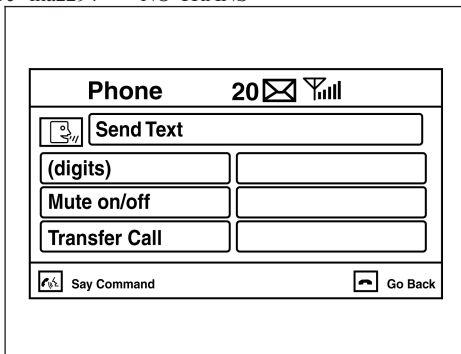 Phone 20
Send Text
(digits)
Mute on/off
Transfer Call
Say Command Go Back